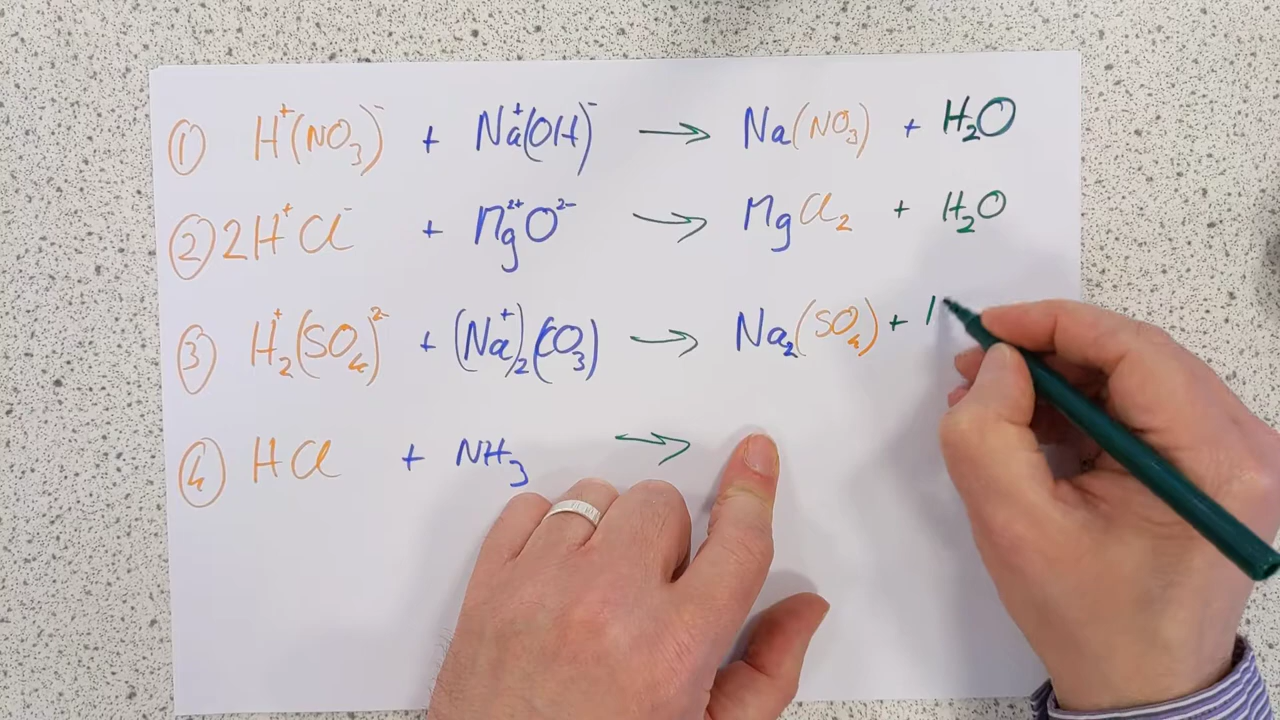 ① H⁺(NO₃)⁻ + Na⁺(OH)⁻ → Na(NO₃) + H₂O
② 2H⁺Cl⁻ + Mg²⁺O²⁻ → MgCl₂ + H₂O
③ H₂⁺(SO₄)²⁻ + (Na⁺)₂(CO₃) → Na₂(SO₄) +
④ HCl + NH₃ →